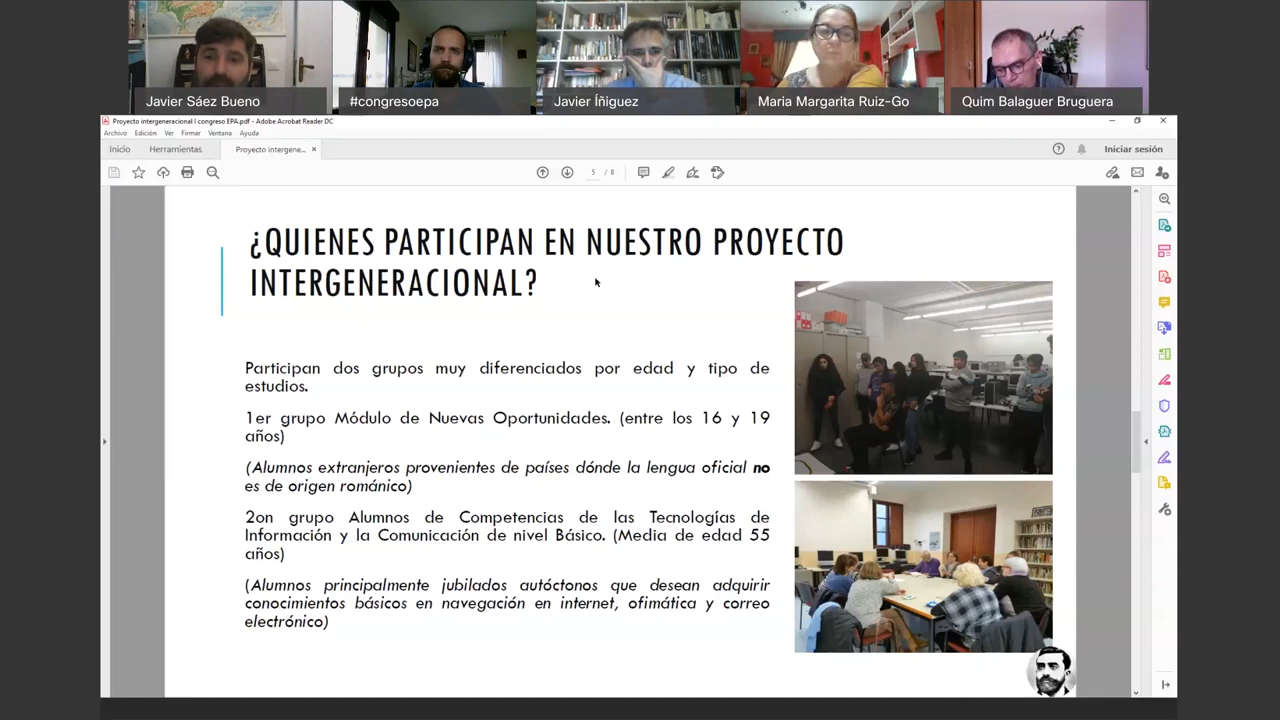 Javier Sáez Bueno
#congresoepa
Javier Íñiguez
Maria Margarita Ruiz-Go
Quim Balaguer Bruguera
Proyecto intergeneracional I congreso EPA.pdf - Adobe Acrobat Reader DC
Archivo Edición Ver Firmar Ventana Ayuda
Inicio Herramientas Proyecto intergene... × Iniciar sesión
5 / 8
¿QUIENES PARTICIPAN EN NUESTRO PROYECTO
INTERGENERACIONAL?
Participan dos grupos muy diferenciados por edad y tipo de
estudios.
1er grupo Módulo de Nuevas Oportunidades. (entre los 16 y 19
años)
(Alumnos extranjeros provenientes de países dónde la lengua oficial no
es de origen románico)
2on grupo Alumnos de Competencias de las Tecnologías de
Información y la Comunicación de nivel Básico. (Media de edad 55
años)
(Alumnos principalmente jubilados autóctonos que desean adquirir
conocimientos básicos en navegación en internet, ofimática y correo
electrónico)